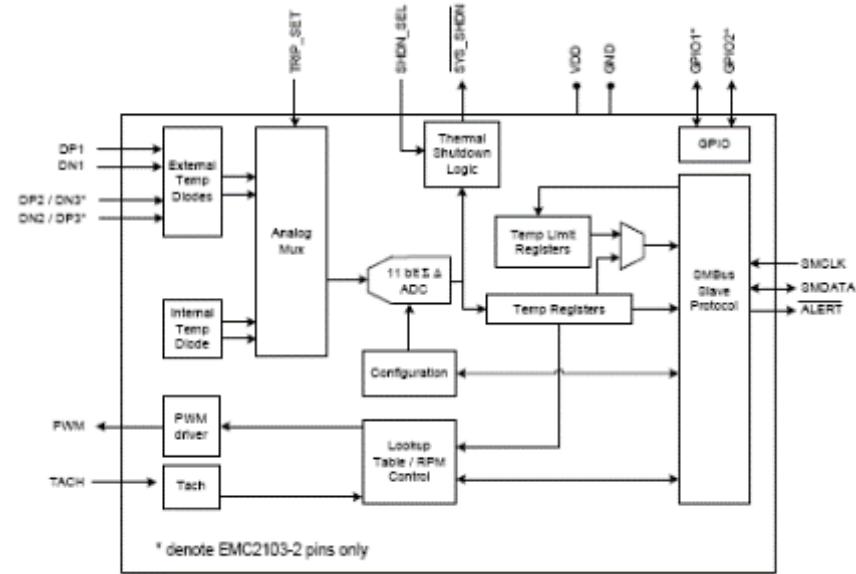 TRIP_SET
SHDN_SEL
SYS_SHDN
VDD
GND
GPIO1*
GPIO2*
DP1
DN1
DP2 / DN3*
DN2 / DP3*
External
Temp
Diodes
Analog
Mux
Thermal
Shutdown
Logic
GPIO
Temp Limit
Registers
11 bit Σ Δ
ADC
Temp Registers
SMBus
Slave
Protocol
SMCLK
SMDATA
ALERT
Internal
Temp
Diode
Configuration
PWM
PWM
driver
Lookup
Table / RPM
Control
TACH
Tach
* denote EMC2103-2 pins only